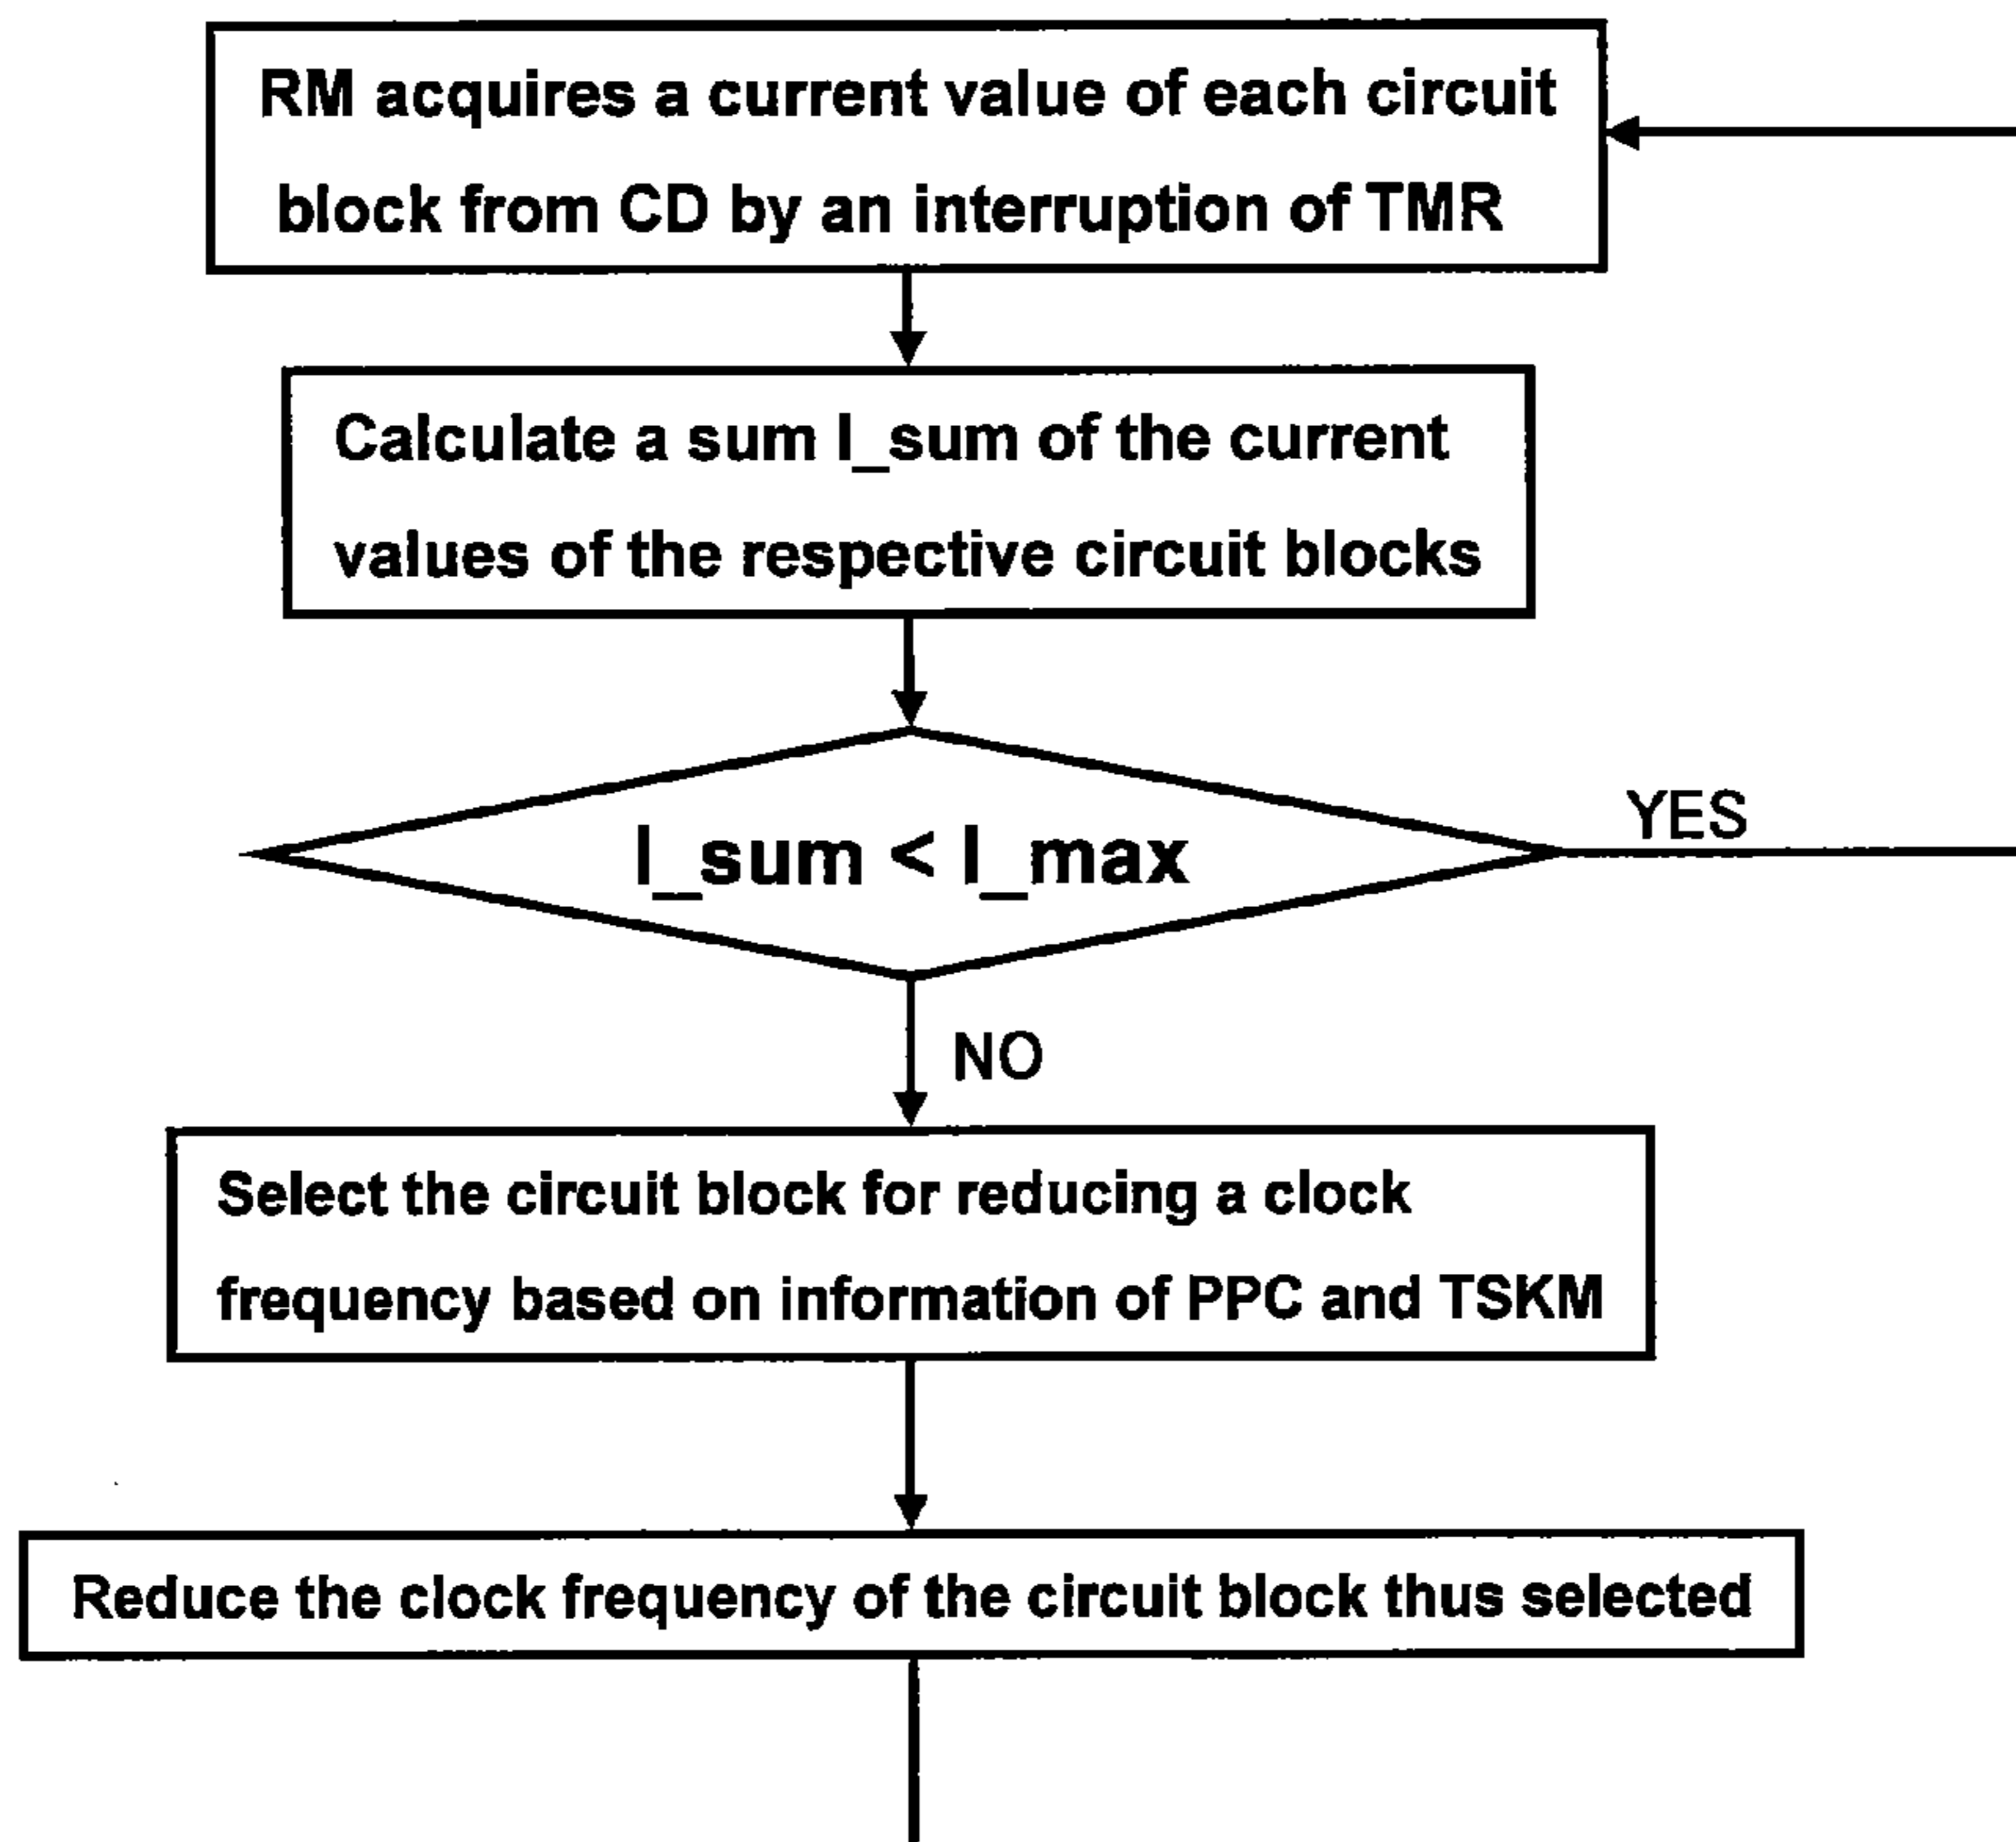 RM acquires a current value of each circuit
block from CD by an interruption of TMR
Calculate a sum I_sum of the current
values of the respective circuit blocks
I_sum < I_max
YES
NO
Select the circuit block for reducing a clock
frequency based on information of PPC and TSKM
Reduce the clock frequency of the circuit block thus selected